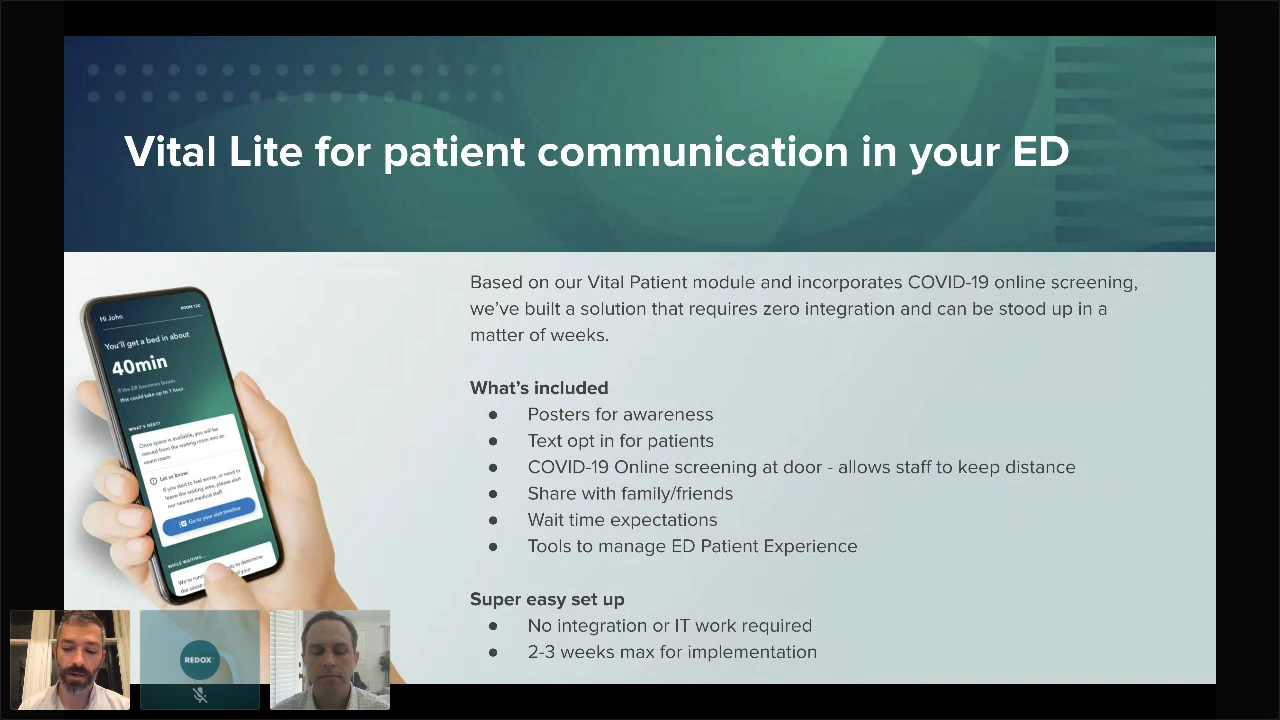 Vital Lite for patient communication in your ED
Based on our Vital Patient module and incorporates COVID-19 online screening,
we've built a solution that requires zero integration and can be stood up in a
matter of weeks.
What's included
● Posters for awareness
● Text opt in for patients
● COVID-19 Online screening at door - allows staff to keep distance
● Share with family/friends
● Wait time expectations
● Tools to manage ED Patient Experience
Super easy set up
● No integration or IT work required
● 2-3 weeks max for implementation
Hi John
You'll get a bed in about
40min
If the ER becomes busier,
this could take up to 1 hour.
WHAT'S NEXT?
Once space is available, you will be
moved from the waiting room into an
exam room.
Let us know:
If you start to feel worse, or need to
leave the waiting area, please alert
our nearest medical staff.
Go to your visit timeline
WHILE WAITING...
REDOX